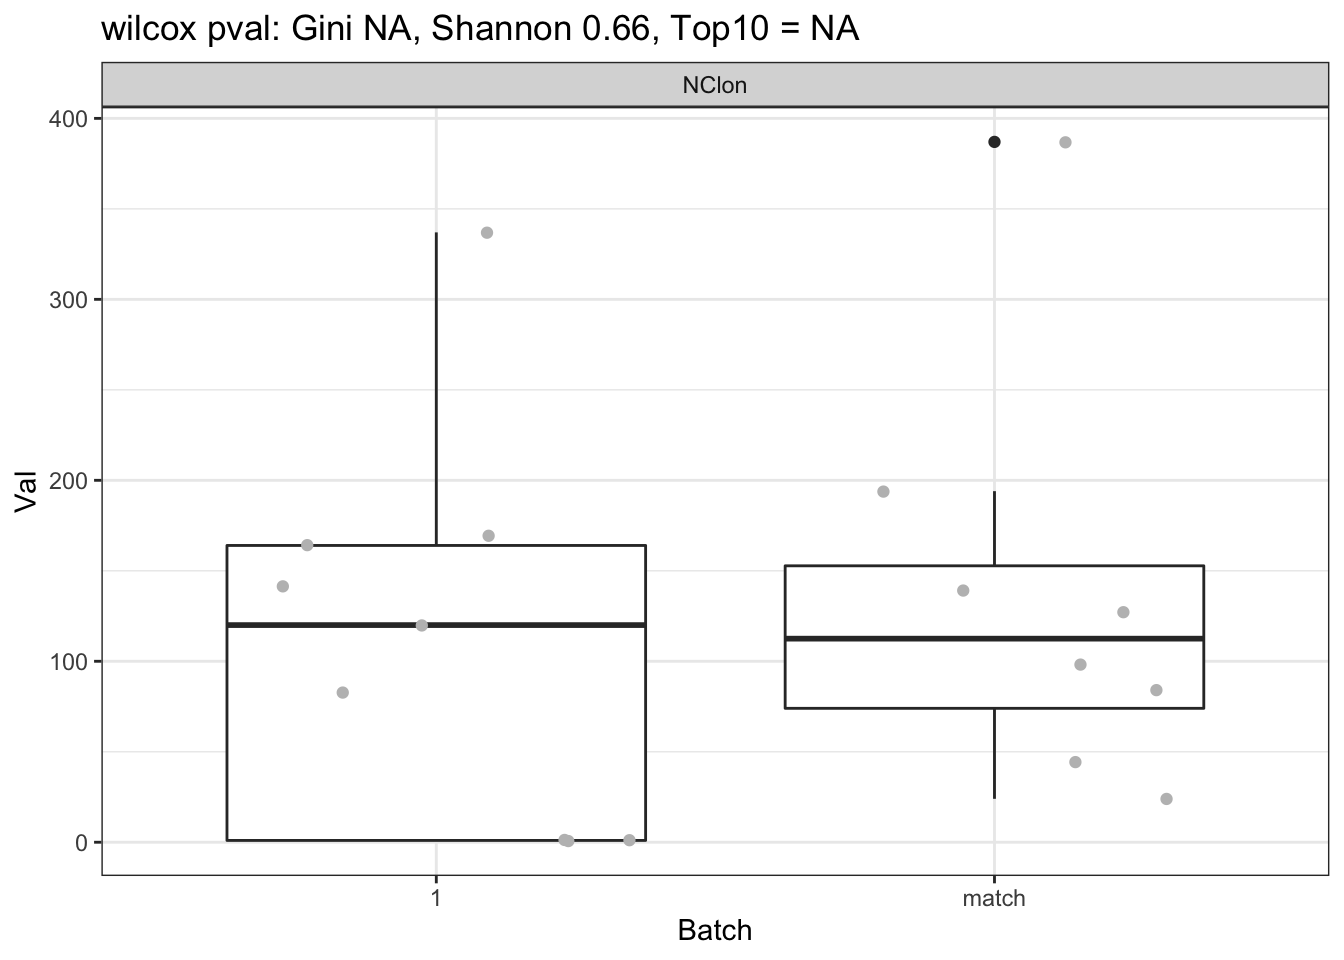 wilcox pval: Gini NA, Shannon 0.66, Top10 = NA
NClon
400
300
200
100
0
Val
1
match
Batch